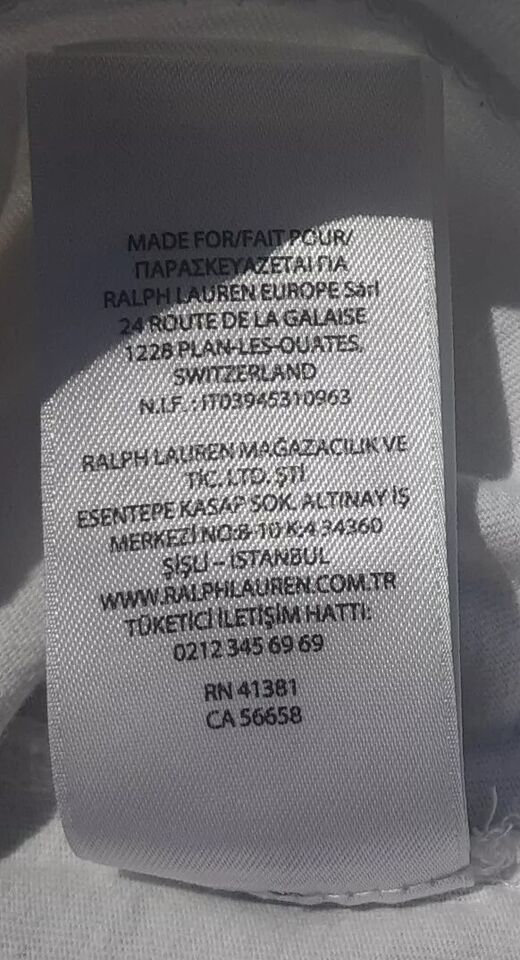 MADE FOR/FAIT POUR/
ΠΑΡΑΣΚΕΥΑΖΕΤΑΙ ΓΙΑ
RALPH LAUREN EUROPE Sárl
24 ROUTE DE LA GALAISE
1228 PLAN-LES-OUATES,
SWITZERLAND
N.I.F. : IT03945310963
RALPH LAUREN MAĞAZACILIK VE
TİC. LTD. ŞTİ
ESENTEPE KASAP SOK. ALTINAY İŞ
MERKEZİ NO:8-10 K:4 34360
ŞİŞLİ – İSTANBUL
WWW.RALPHLAUREN.COM.TR
TÜKETİCİ İLETİŞİM HATTI:
0212 345 69 69
RN 41381
CA 56658